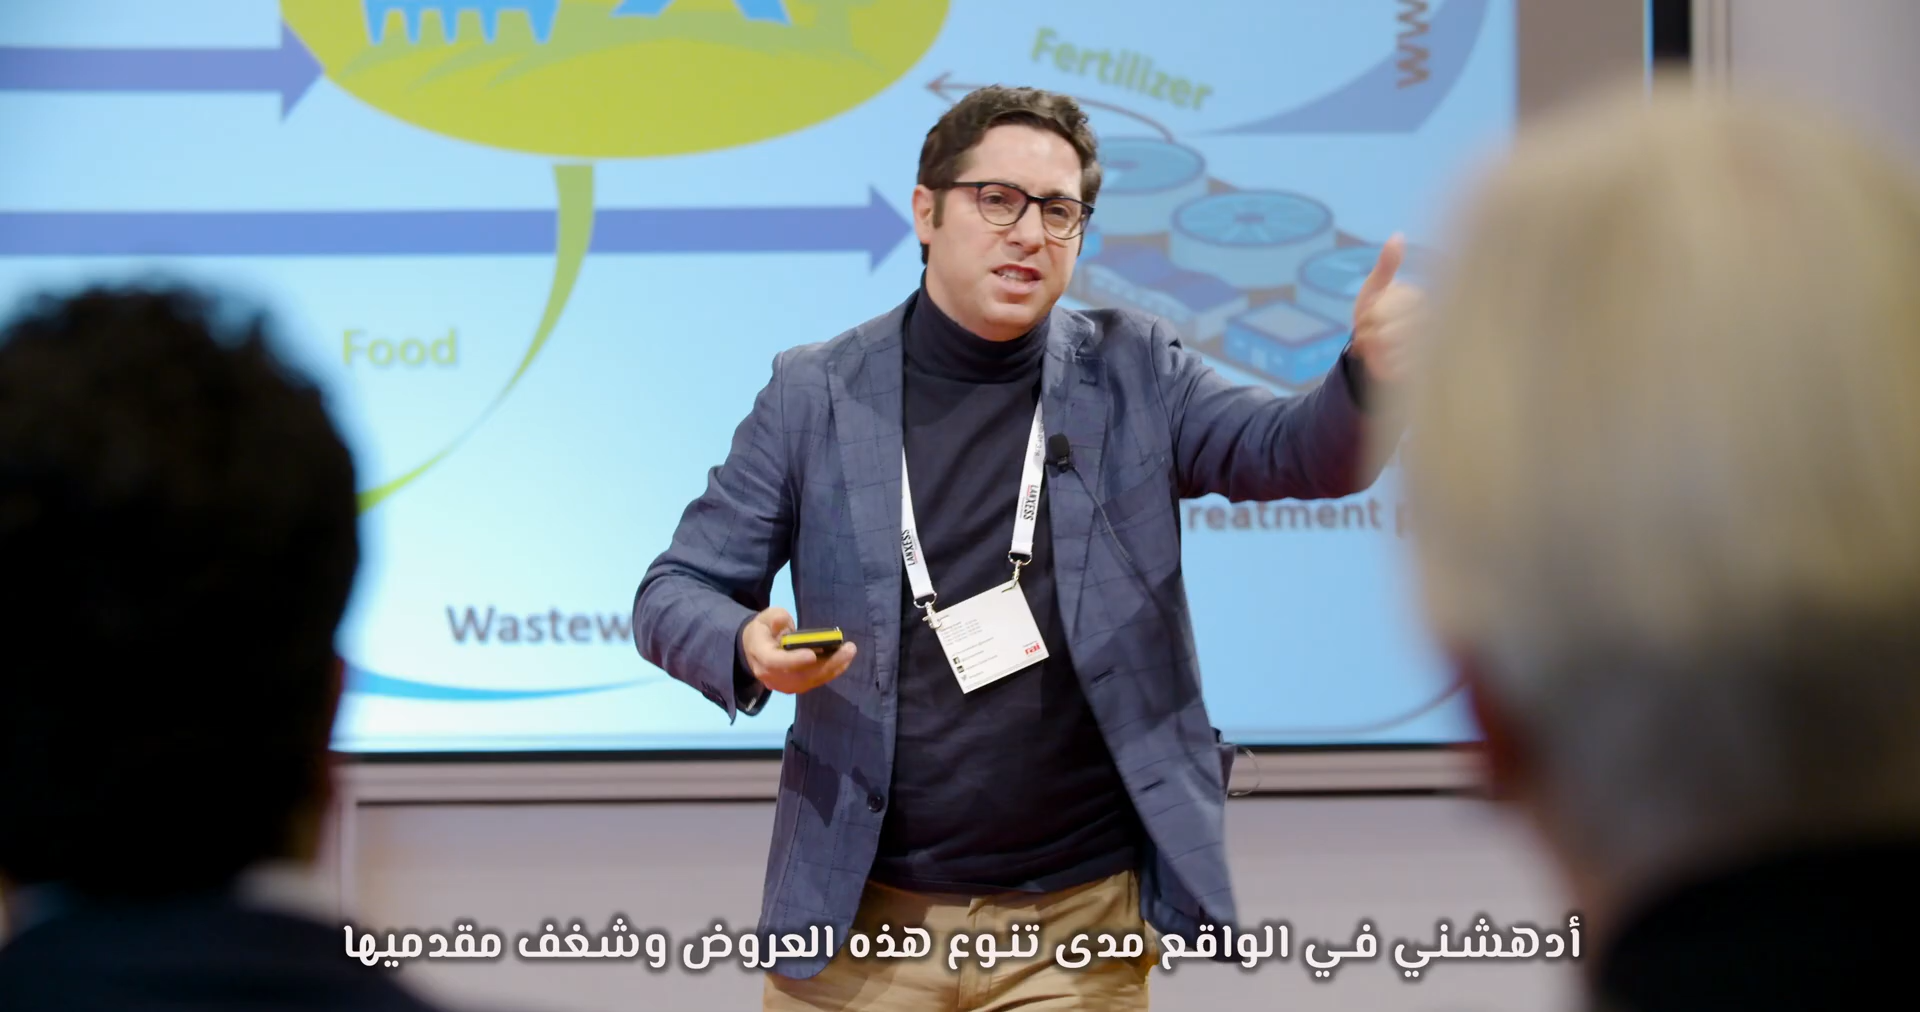 Fertilizer
Food
LANXESS
LANXESS
reatment
Wastew
أدهشني في الواقع مدى تنوع هذه العروض وشغف مقدميها